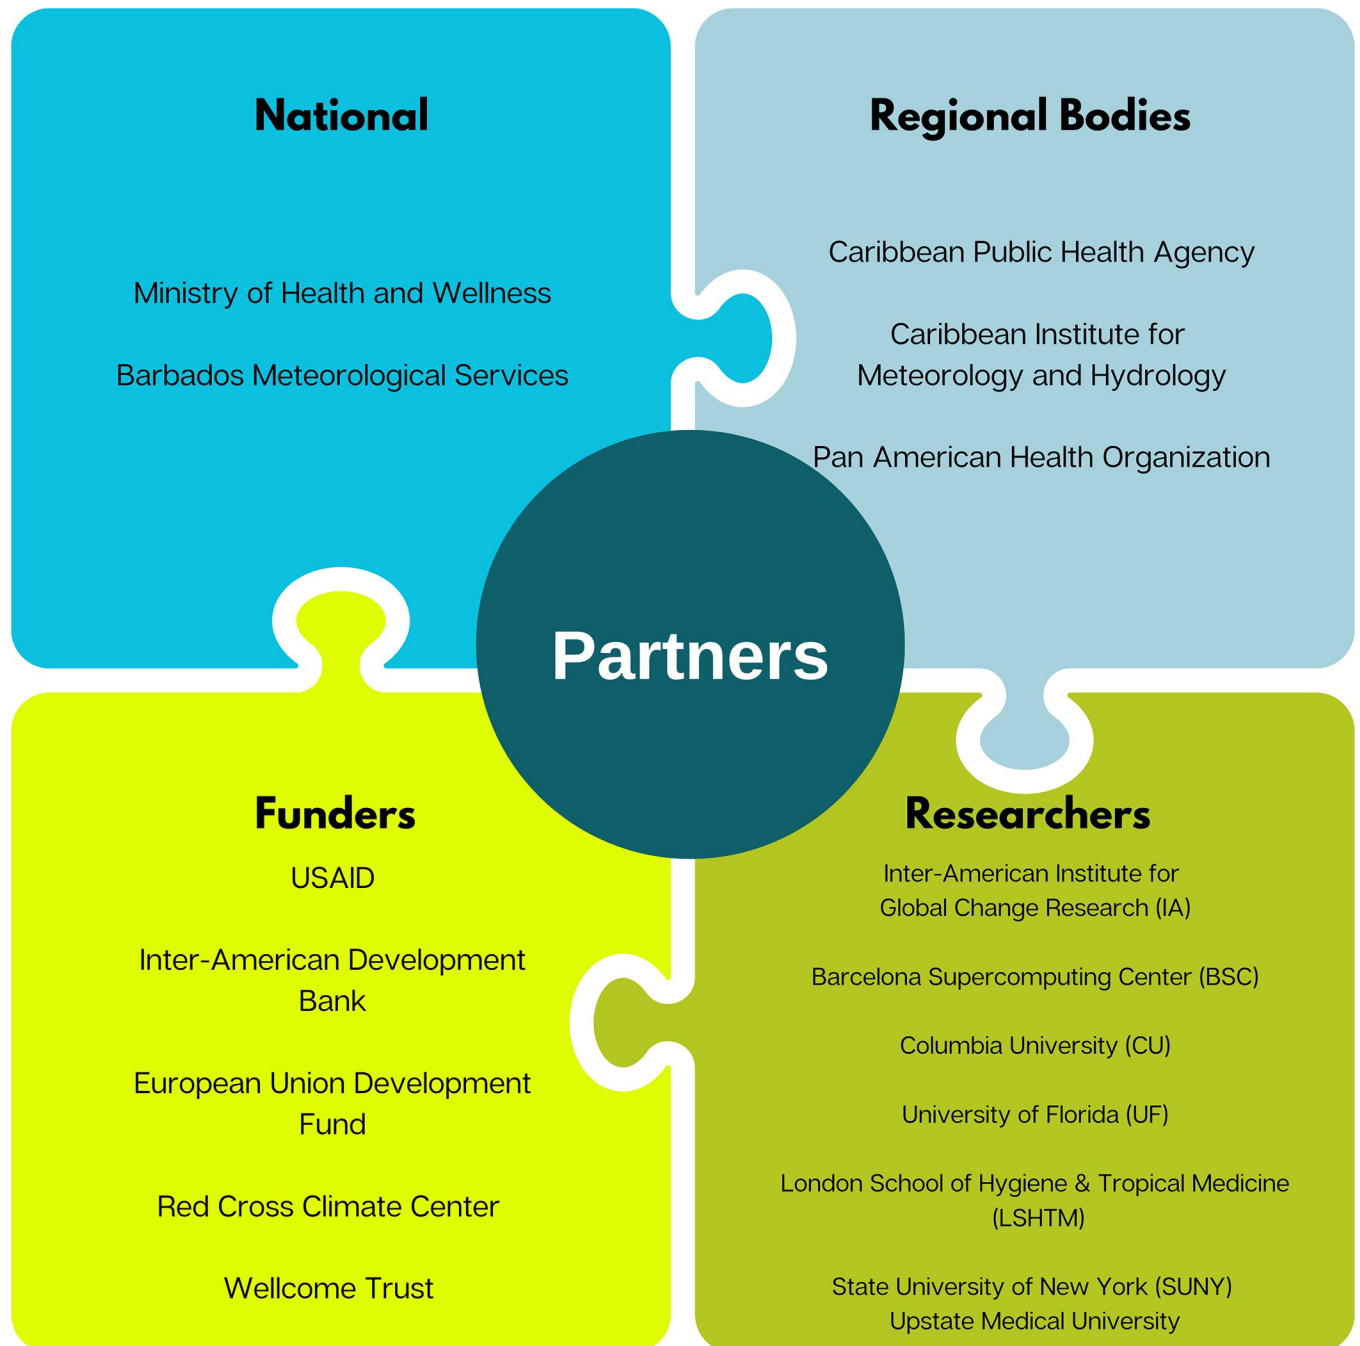 National
Ministry of Health and Wellness
Barbados Meteorological Services
Regional Bodies
Caribbean Public Health Agency
Caribbean Institute for
Meteorology and Hydrology
Pan American Health Organization
Partners
Funders
USAID
Inter-American Development
Bank
European Union Development
Fund
Red Cross Climate Center
Wellcome Trust
Researchers
Inter-American Institute for
Global Change Research (IA)
Barcelona Supercomputing Center (BSC)
Columbia University (CU)
University of Florida (UF)
London School of Hygiene & Tropical Medicine
(LSHTM)
State University of New York (SUNY)
Upstate Medical University